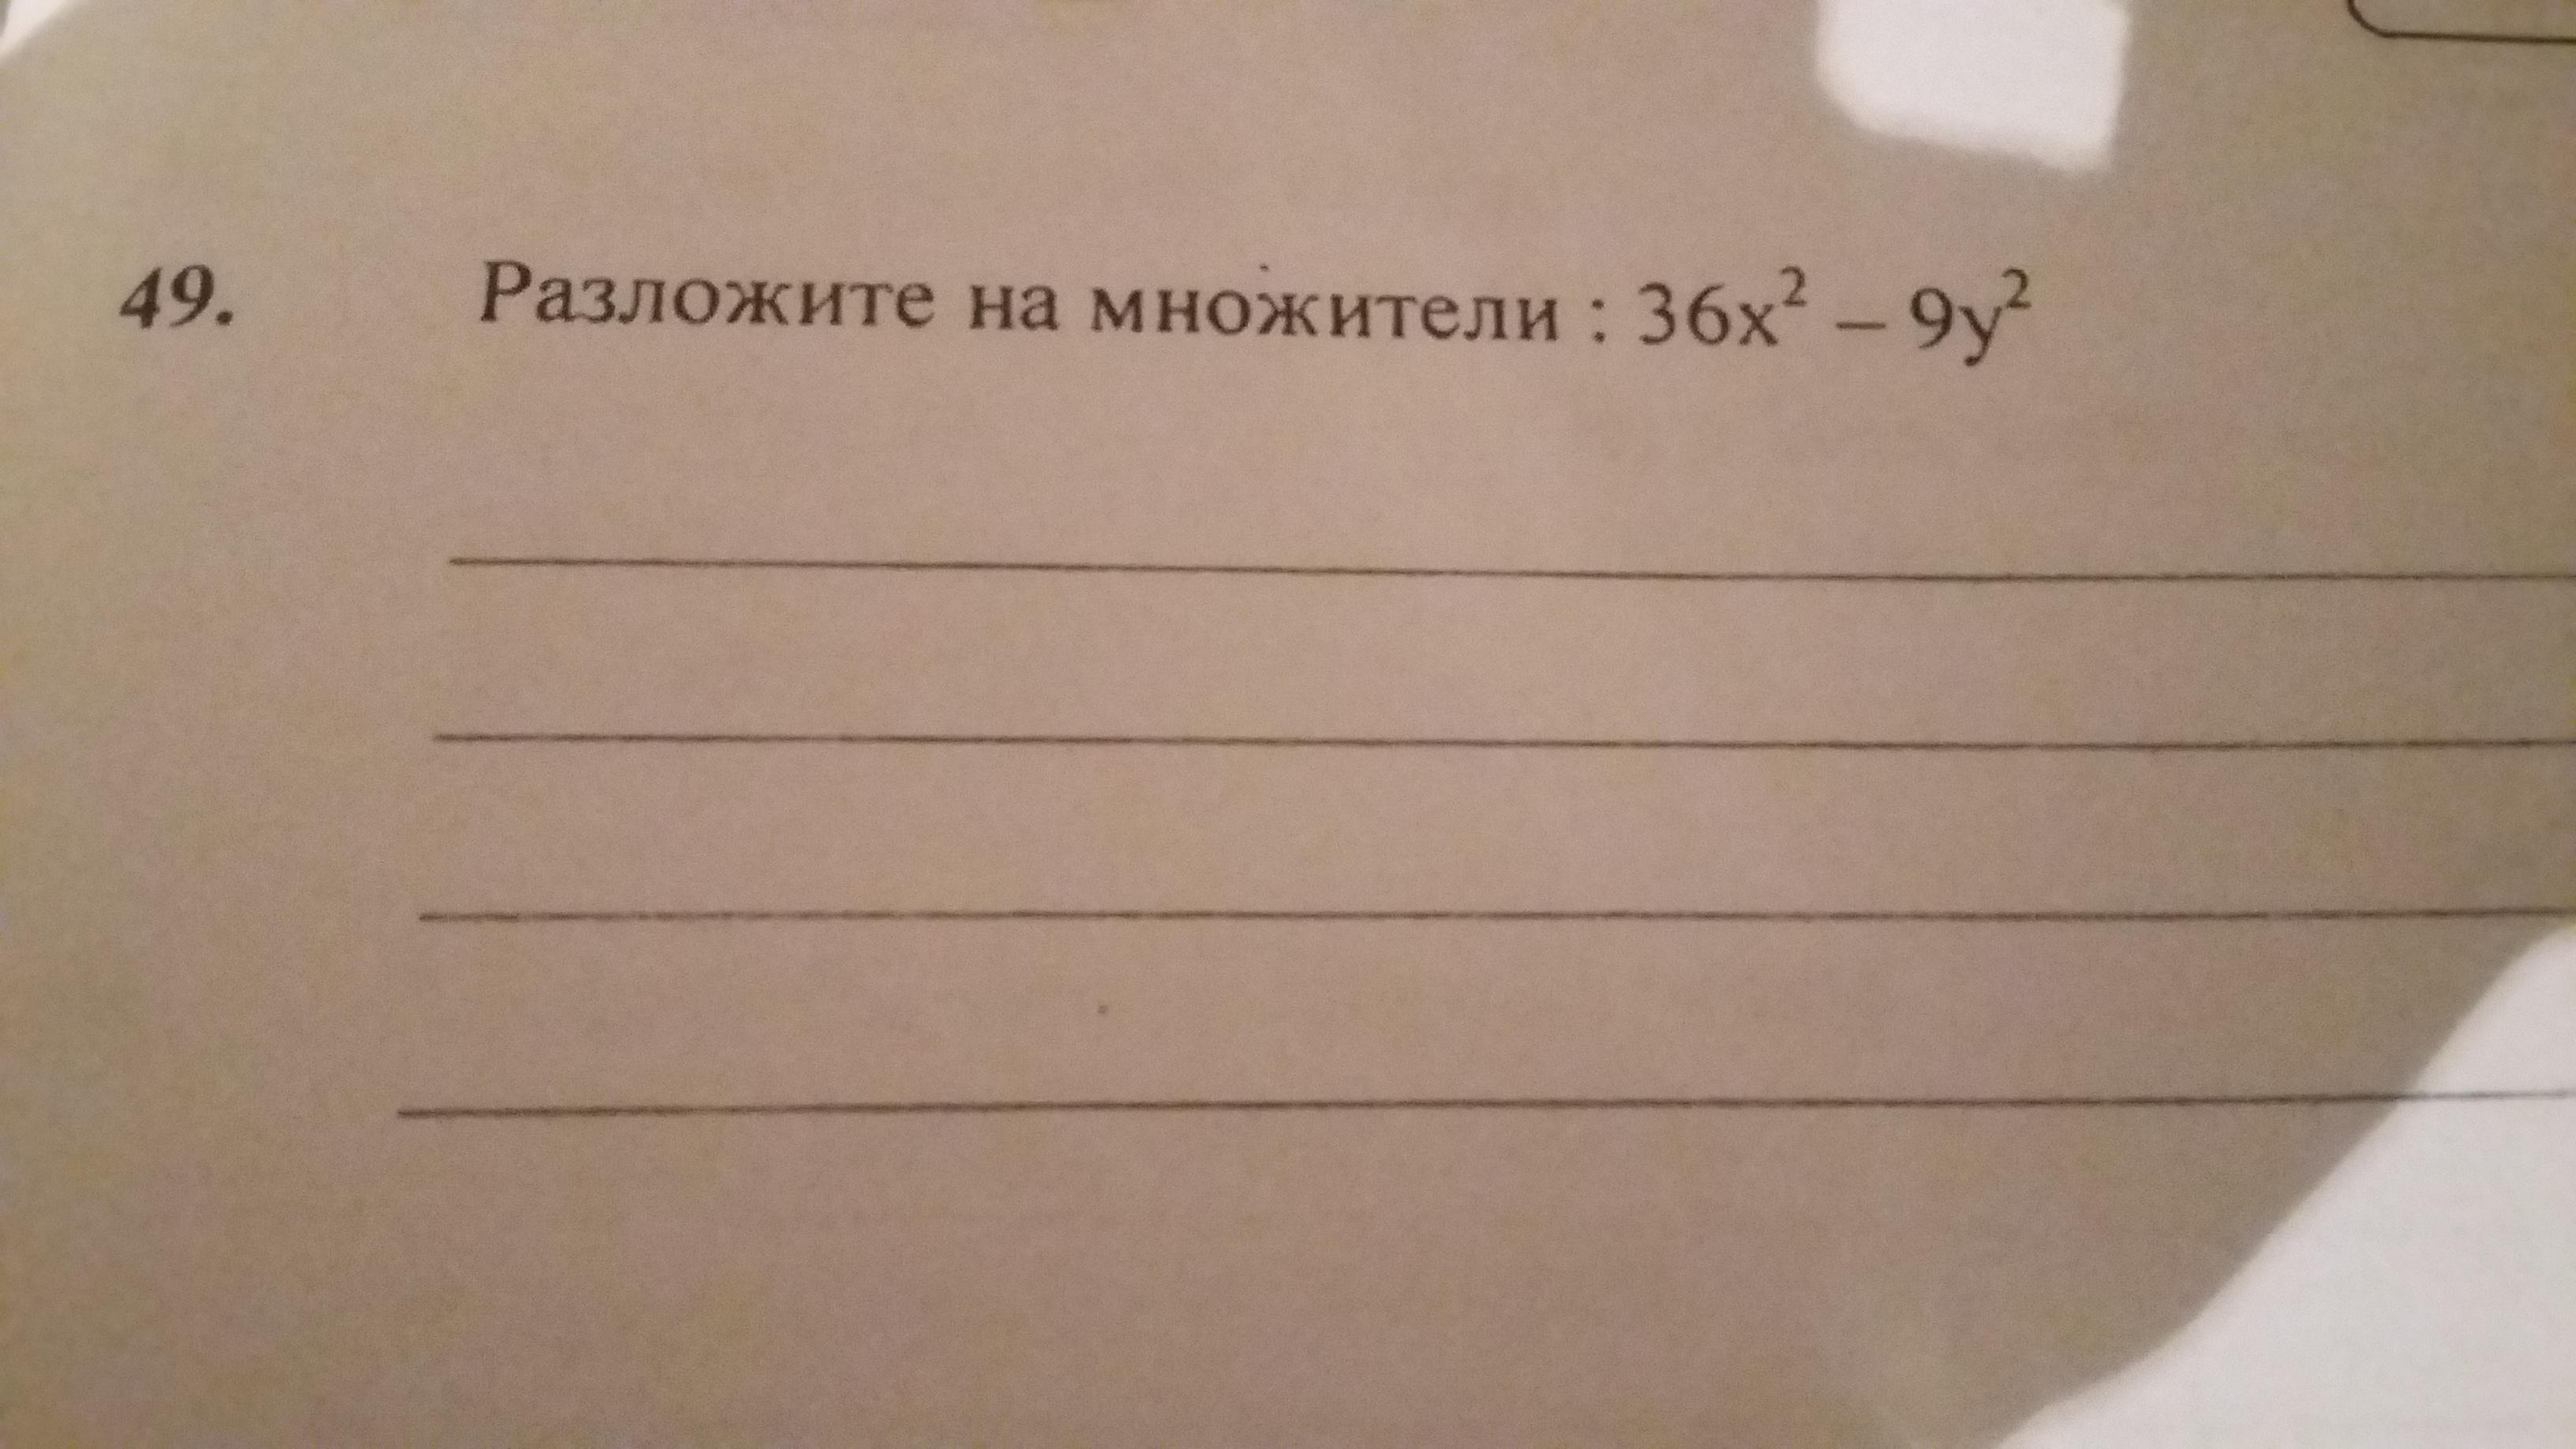 49. Разложите на множители : 36x² – 9y²